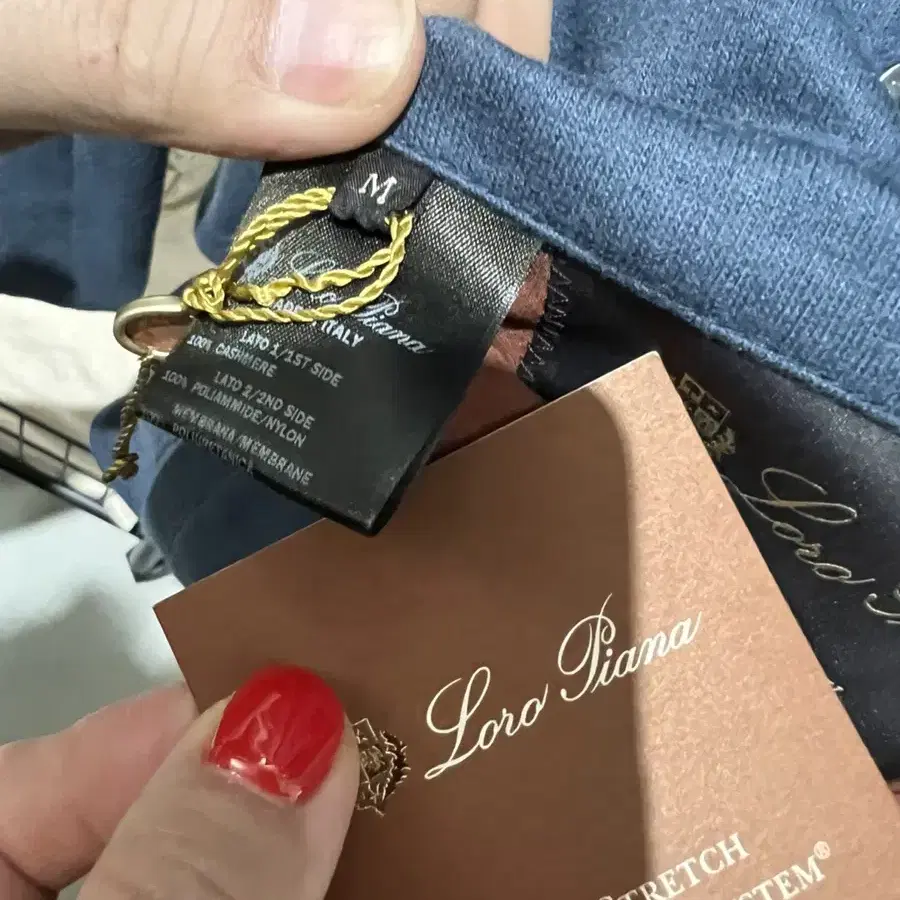 M
Loro Piana
ITALY
LATO 1/1ST SIDE
100% CASHMERE
LATO 2/2ND SIDE
100% POLIAMMIDE/NYLON
MEMBRANA/MEMBRANE
Loro
Loro Piana
STRETCH